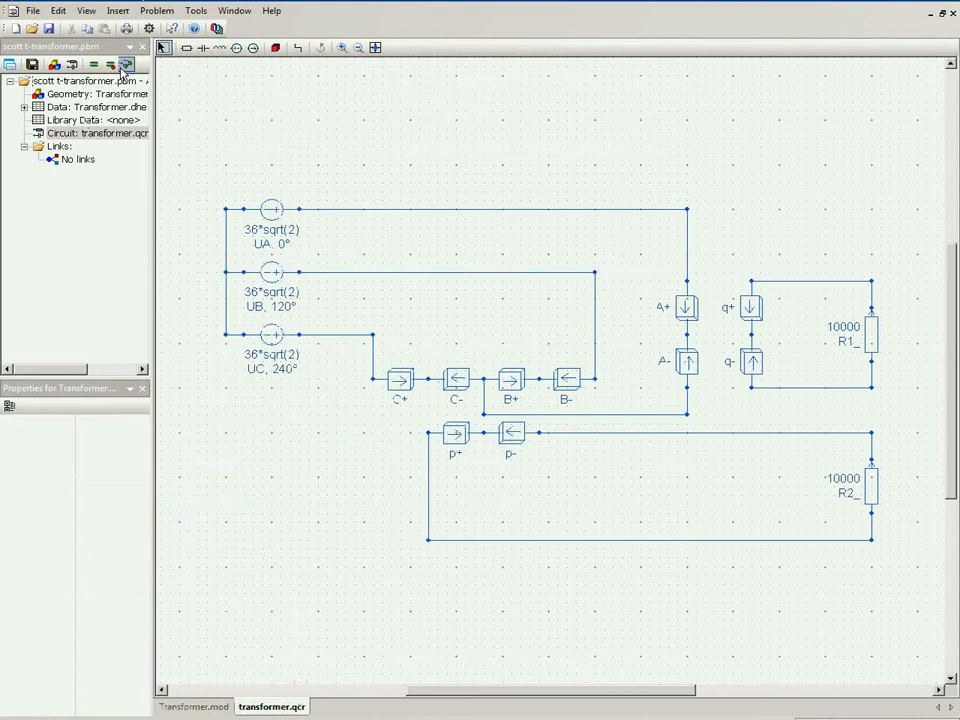 File Edit View Insert Problem Tools Window Help
scott t-transformer.pbm
scott t-transformer.pbm - A
Geometry: Transformer
Data: Transformer.dhe
Library Data: <none>
Circuit: transformer.qcr
Links:
No links
Properties for Transformer....
36*sqrt(2)
UA, 0°
36*sqrt(2)
UB, 120°
36*sqrt(2)
UC, 240°
A+
q+
10000
R1_
A-
q-
C+
C-
B+
B-
p+
p-
10000
R2_
Transformer.mod
transformer.qcr